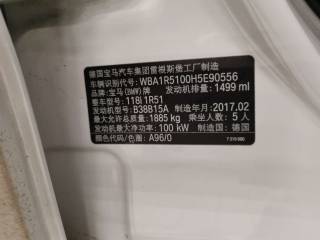 德国宝马汽车集团雷根斯堡工厂制造
车辆识别代号: WBA1R5100H5E90556
品牌: 宝马(BMW)牌 发动机排量: 1499 ml
整车型号: 118i 1R51
发动机型号: B38B15A 制造年月: 2017.02
最大允许总质量: 1885 kg 乘坐人数: 5 人
发动机最大净功率: 100 kW 制造国: 德国
颜色代码/色图: A96/0